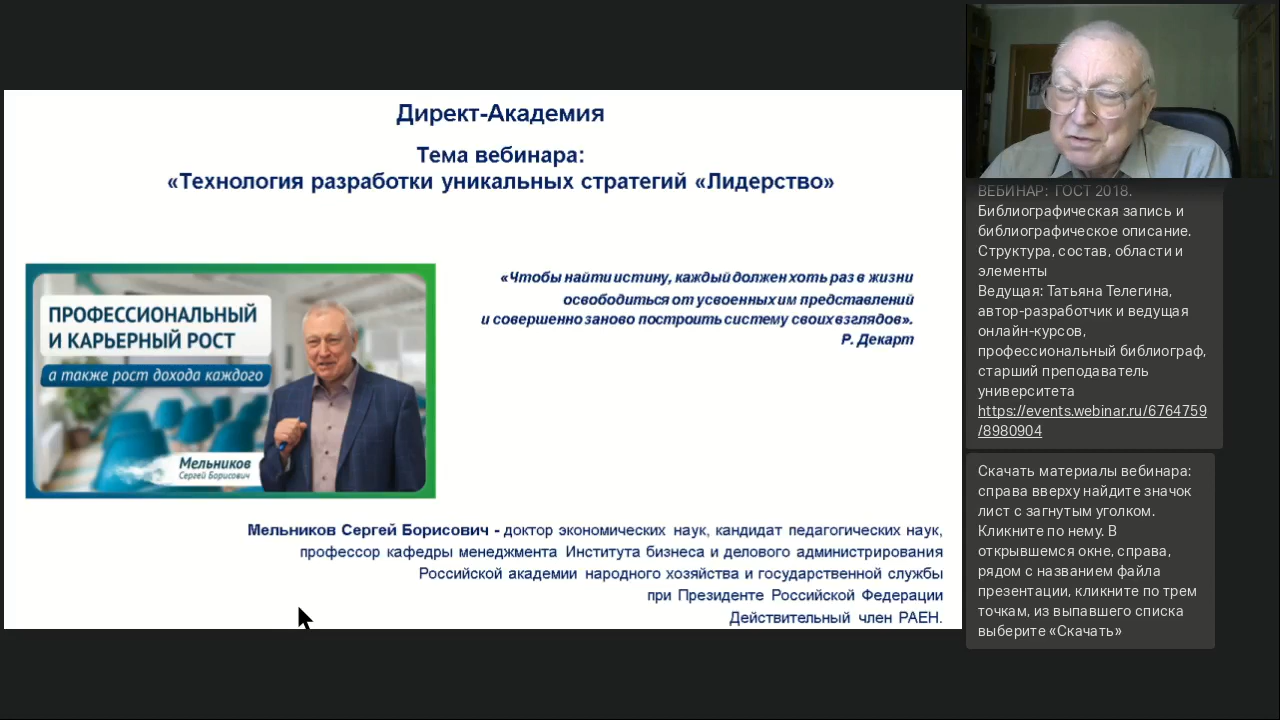 Директ-Академия
Тема вебинара:
«Технология разработки уникальных стратегий «Лидерство»
ПРОФЕССИОНАЛЬНЫЙ
И КАРЬЕРНЫЙ РОСТ
а также рост дохода каждого
Мельников
Сергей Борисович
«Чтобы найти истину, каждый должен хоть раз в жизни
освободиться от усвоенных им представлений
и совершенно заново построить систему своих взглядов».
Р. Декарт
Мельников Сергей Борисович - доктор экономических наук, кандидат педагогических наук,
профессор кафедры менеджмента Института бизнеса и делового администрирования
Российской академии народного хозяйства и государственной службы
при Президенте Российской Федерации
Действительный член РАЕН.
ВЕБИНАР: ГОСТ 2018.
Библиографическая запись и
библиографическое описание.
Структура, состав, области и
элементы
Ведущая: Татьяна Телегина,
автор-разработчик и ведущая
онлайн-курсов,
профессиональный библиограф,
старший преподаватель
университета
https://events.webinar.ru/6764759
/8980904
Скачать материалы вебинара:
справа вверху найдите значок
лист с загнутым уголком.
Кликните по нему. В
открывшемся окне, справа,
рядом с названием файла
презентации, кликните по трем
точкам, из выпавшего списка
выберите «Скачать»